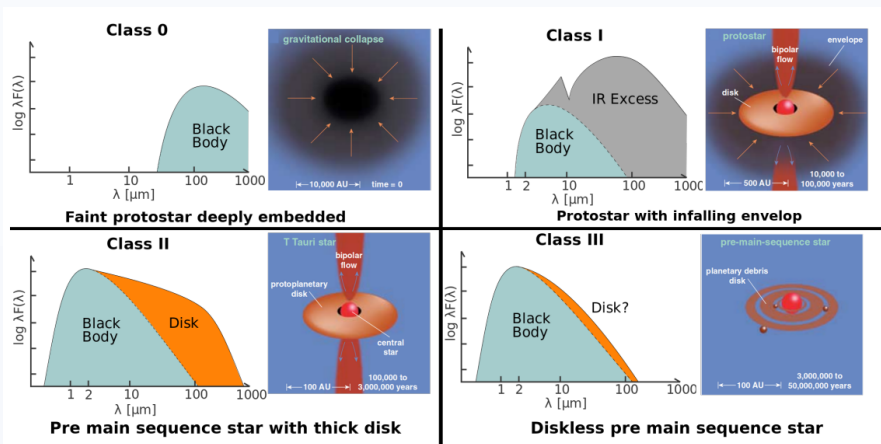 Class 0
log λF(λ)
Black
Body
1
10
100
1000
λ [μm]
gravitational collapse
10,000 AU
time = 0
Faint protostar deeply embedded
Class I
log λF(λ)
IR Excess
Black
Body
1
2
10
100
1000
λ [μm]
protostar
bipolar
flow
envelope
disk
10,000 to
500 AU
100,000 years
Protostar with infalling envelop
Class II
log λF(λ)
Black
Body
Disk
1
2
10
100
1000
λ [μm]
T Tauri star
bipolar
flow
protoplanetary
disk
central
star
100,000 to
100 AU
3,000,000 years
Pre main sequence star with thick disk
Class III
log λF(λ)
Black
Body
Disk?
1
2
10
100
1000
λ [μm]
pre-main-sequence star
planetary debris
disk
3,000,000 to
100 AU
50,000,000 years
Diskless pre main sequence star